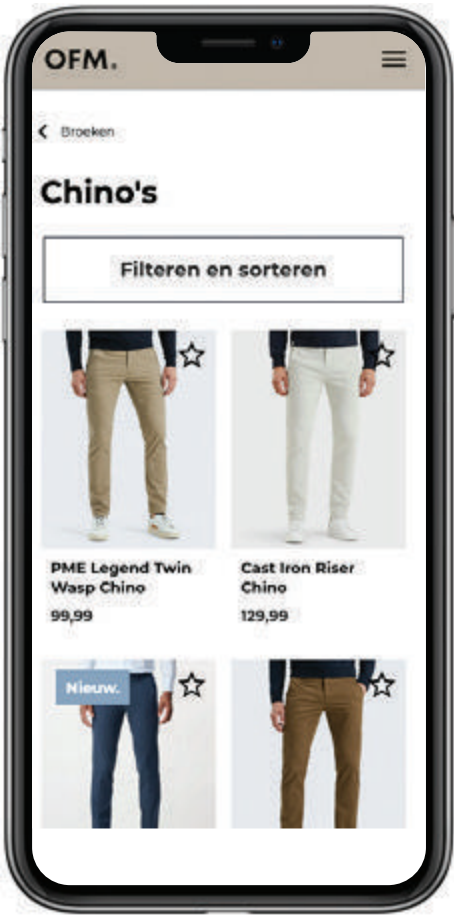 OFM.
Broeken
Chino's
Filteren en sorteren
PME Legend Twin
Wasp Chino
99,99
Cast Iron Riser
Chino
129,99
Nieuw.